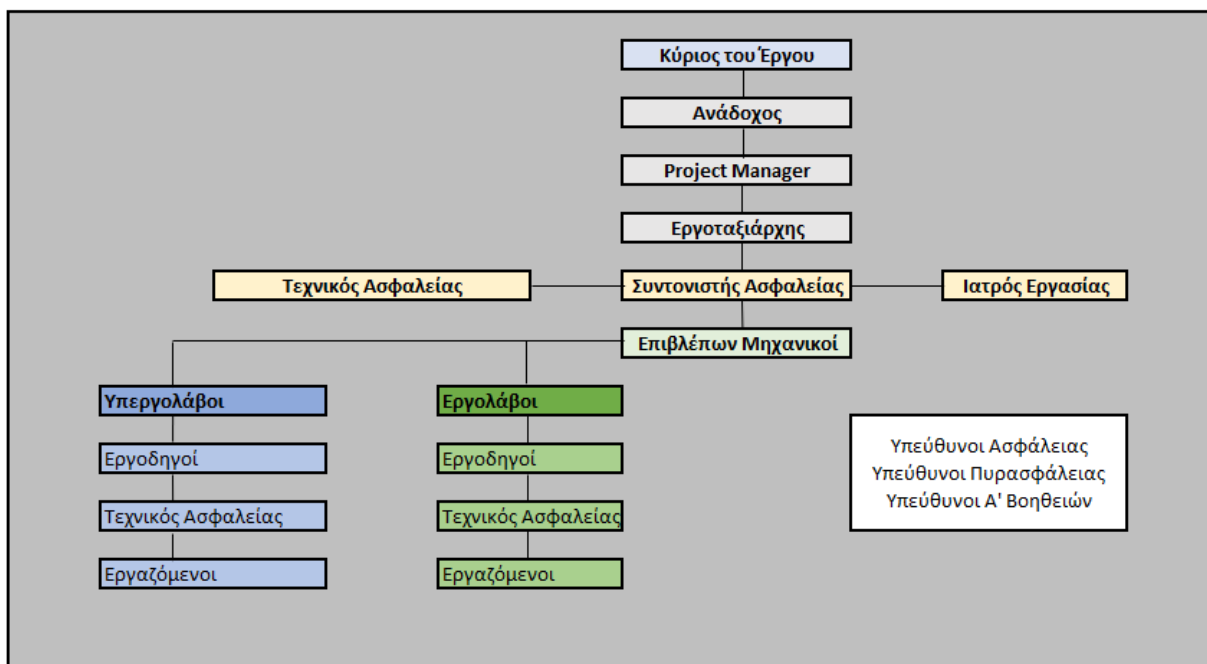 Κύριος του Έργου
Ανάδοχος
Project Manager
Εργοταξιάρχης
Τεχνικός Ασφαλείας
Συντονιστής Ασφαλείας
Ιατρός Εργασίας
Επιβλέπων Μηχανικοί
Υπεργολάβοι
Εργοδηγοί
Τεχνικός Ασφαλείας
Εργαζόμενοι
Εργολάβοι
Εργοδηγοί
Τεχνικός Ασφαλείας
Εργαζόμενοι
Υπεύθυνοι Ασφάλειας
Υπεύθυνοι Πυρασφάλειας
Υπεύθυνοι Α' Βοηθειών